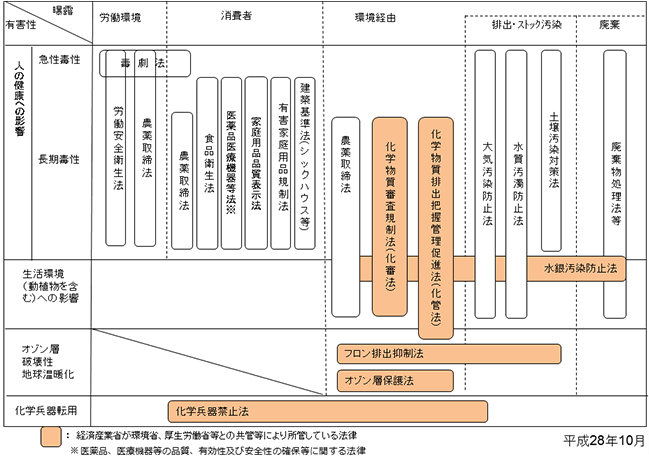 曝露
有害性
労働環境
消費者
環境経由
排出・ストック汚染
廃棄
人の健康への影響
急性毒性
長期毒性
毒劇法
労働安全衛生法
農薬取締法
農薬取締法
食品衛生法
医薬品医療機器等法※
家庭用品品質表示法
有害家庭用品規制法
建築基準法(シックハウス等)
農薬取締法
化学物質審査規制法(化審法)
化学物質排出把握管理促進法(化管法)
大気汚染防止法
水質汚濁防止法
土壌汚染対策法
廃棄物処理法等
生活環境
(動植物を含
む)への影響
水銀汚染防止法
オゾン層
破壊性
地球温暖化
フロン排出抑制法
オゾン層保護法
化学兵器転用
化学兵器禁止法
：経済産業省が環境省、厚生労働省等との共管等により所管している法律
平成28年10月
※医薬品、医療機器等の品質、有効性及び安全性の確保等に関する法律